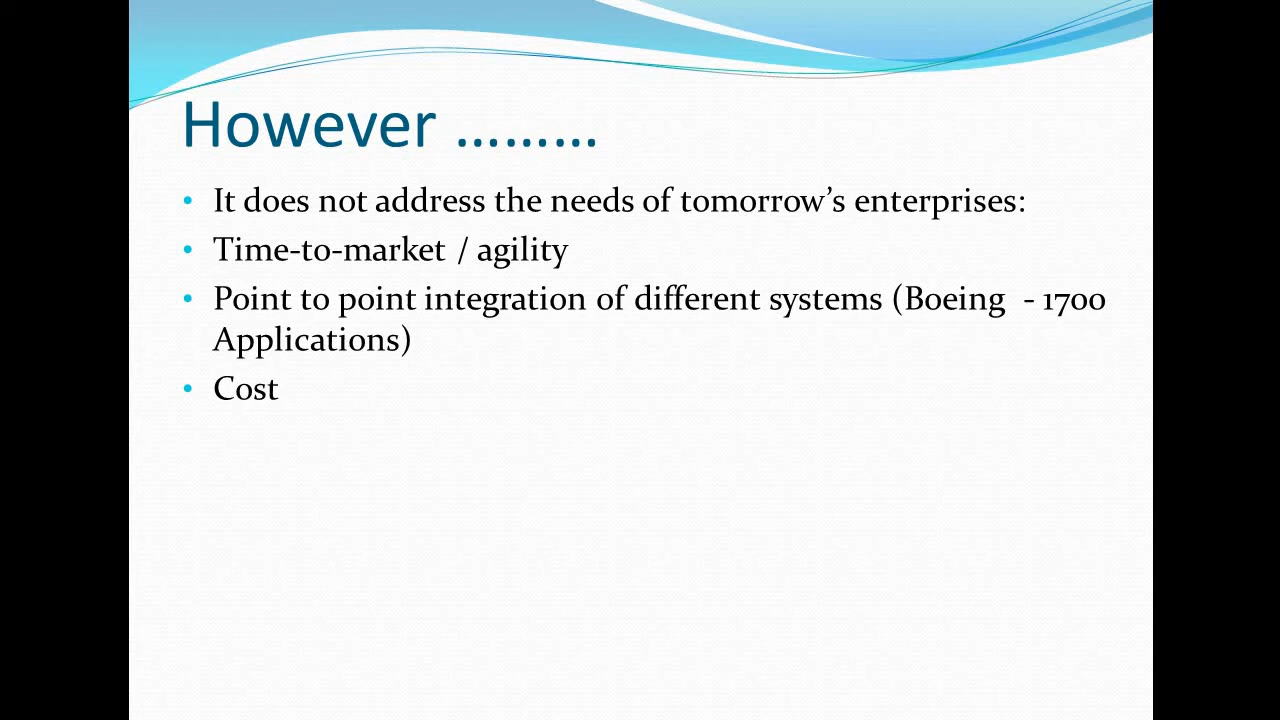 However ………
• It does not address the needs of tomorrow’s enterprises:
• Time-to-market / agility
• Point to point integration of different systems (Boeing  - 1700
Applications)
• Cost